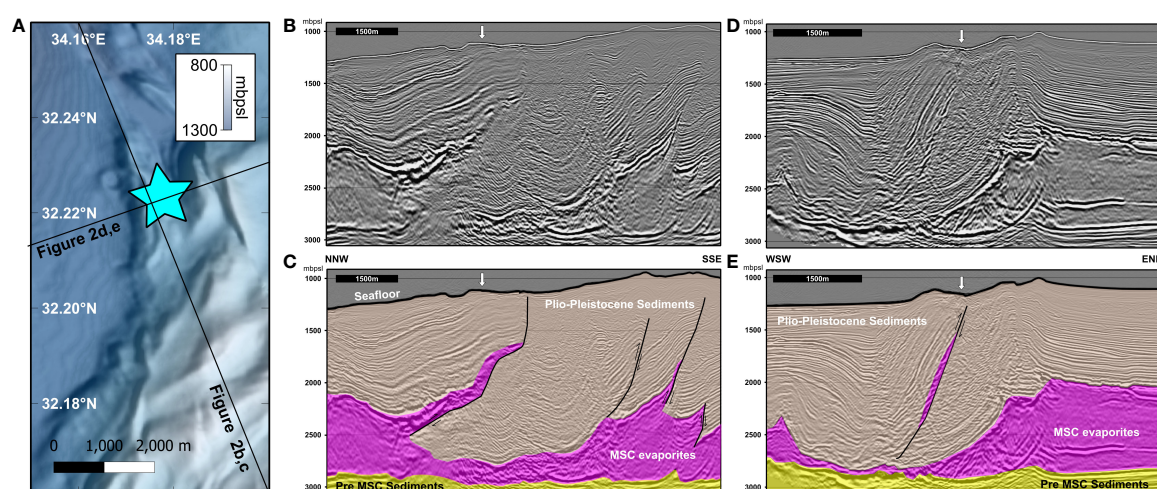 A
34.16°E 34.18°E
800
mbpsl
1300
32.24°N
32.22°N
Figure 2d,e
32.20°N
32.18°N
Figure 2b,c
0 1,000 2,000 m
B
mbpsl
1000
1500m
1500
2000
2500
3000
NNW SSE
C
mbpsl
1000
1500m
Seafloor
Plio-Pleistocene Sediments
1500
2000
2500
MSC evaporites
Pre MSC Sediments
3000
D
mbpsl
1000
1500m
1500
2000
2500
3000
WSW EN
E
mbpsl
1000
1500m
Plio-Pleistocene Sediments
1500
2000
MSC evaporites
2500
Pre MSC Sediments
3000